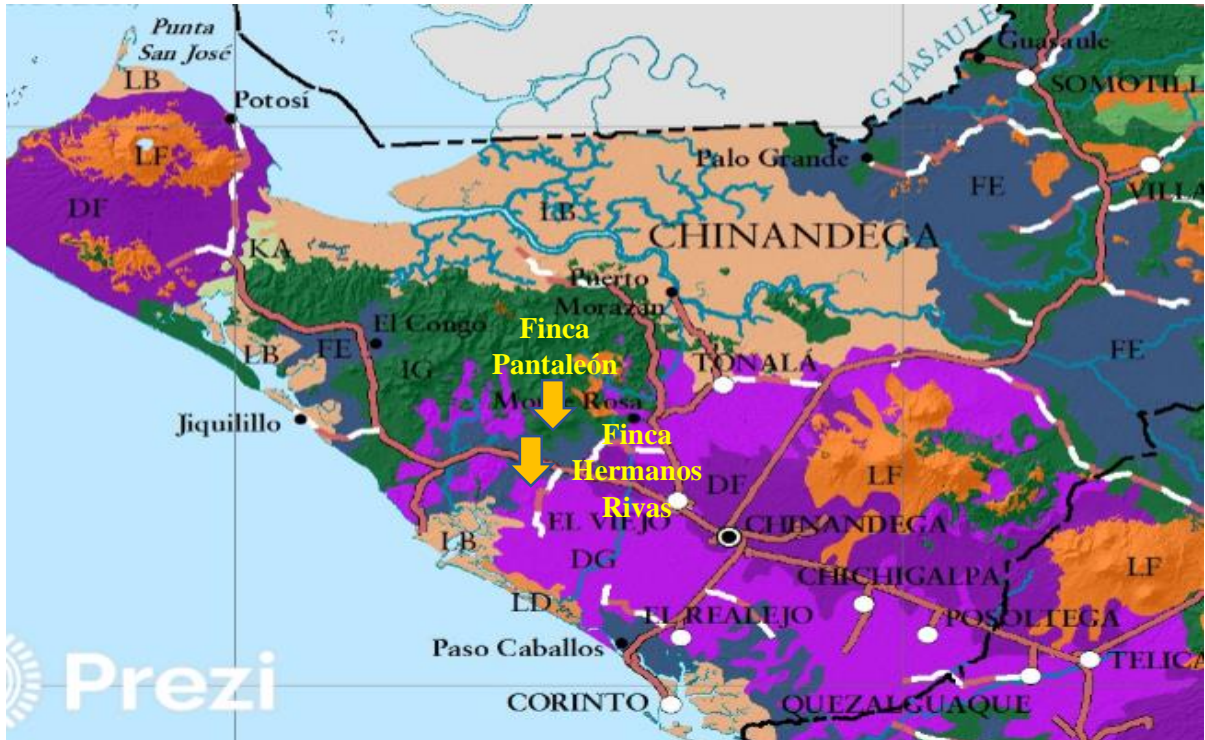 Punta
San José
LB
Potosí
LF
DF
KA
GUASAULE
Guasaule
SOMOTILL
Palo Grande
FE
VILLA
LB
CHINANDEGA
Puerto
Morazán
El Congo
FE
IG
LB
Jiquilillo
Finca
Pantaleón
TONALÁ
FE
Monte Rosa
Finca
Hermanos
Rivas
LF
DF
EL VIEJO
CHINANDEGA
LB
DG
CHICHIGALPA
LF
LD
EL REALEJO
POSOLTEGA
Paso Caballos
TELICA
CORINTO
QUEZALGUAQUE
Prezi